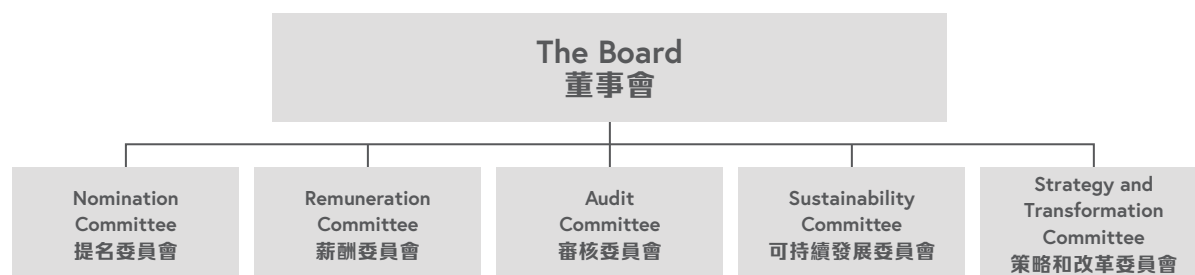 The Board
董事會
Nomination
Committee
提名委員會
Remuneration
Committee
薪酬委員會
Audit
Committee
審核委員會
Sustainability
Committee
可持續發展委員會
Strategy and
Transformation
Committee
策略和改革委員會